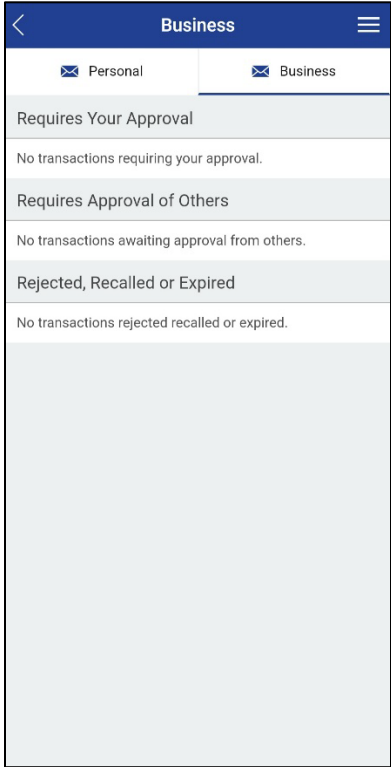 Business
Personal
Business
Requires Your Approval
No transactions requiring your approval.
Requires Approval of Others
No transactions awaiting approval from others.
Rejected, Recalled or Expired
No transactions rejected recalled or expired.